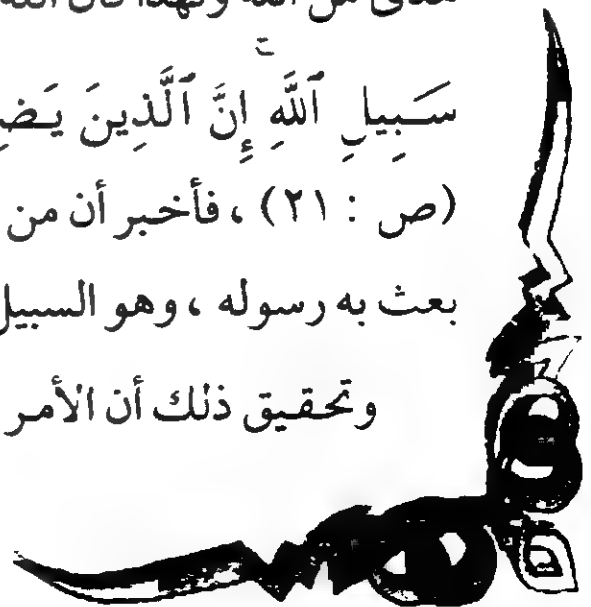 من الله ولهذا قال الله
سَبِيلِ ٱللَّهِ إِنَّ ٱلَّذِينَ يَضِ
(ص : ٢١) ، فأخبر أن من
بعث به رسوله ، وهو السبيل
وتحقيق ذلك أن الأمر